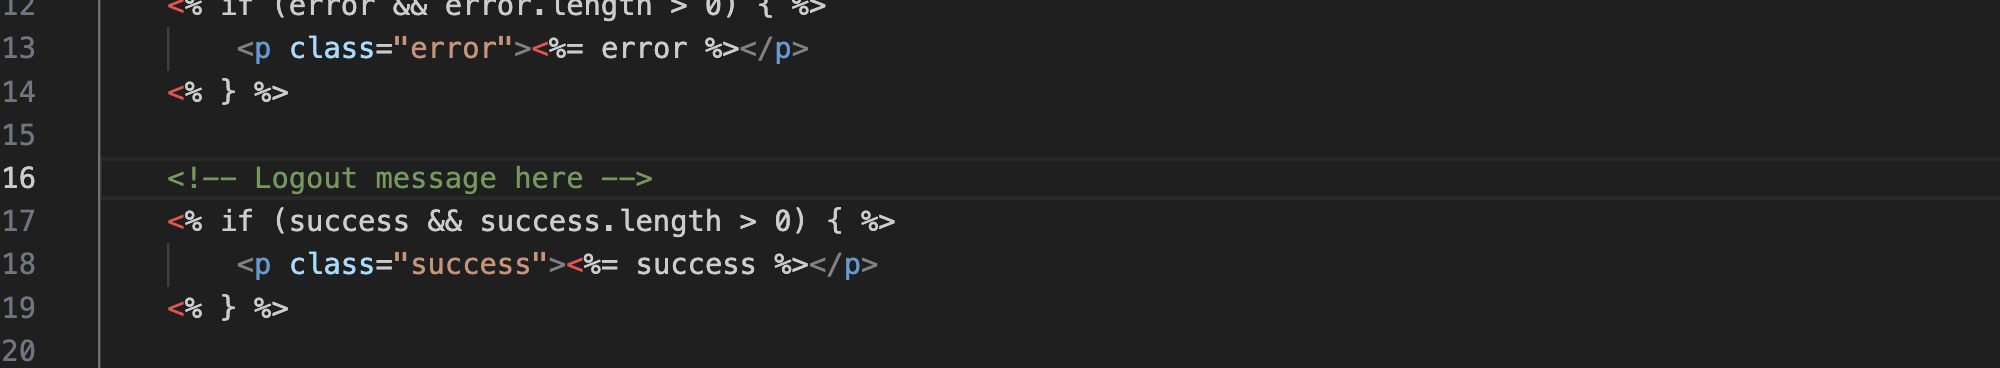 12 <% if (error && error.length > 0) { %>
13 <p class="error"><%= error %></p>
14 <% } %>
15
16 <!-- Logout message here -->
17 <% if (success && success.length > 0) { %>
18 <p class="success"><%= success %></p>
19 <% } %>
20